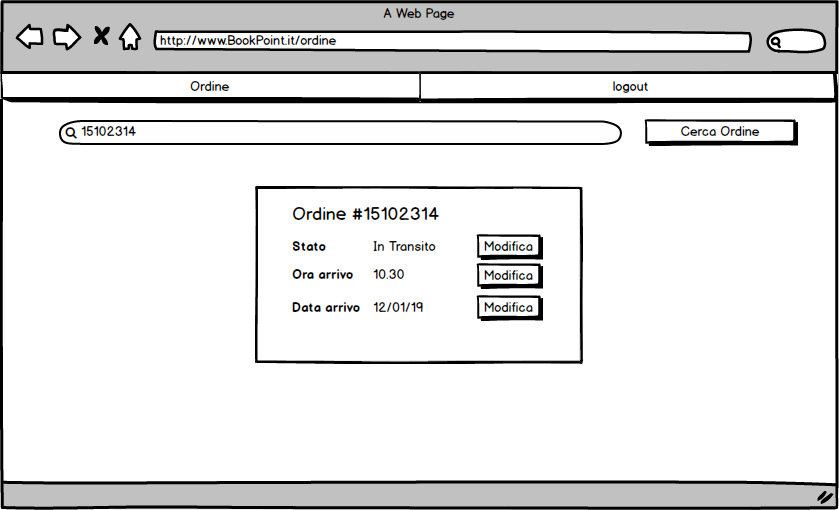 A Web Page
http://www.BookPoint.it/ordine
Ordine logout
15102314 Cerca Ordine
Ordine #15102314
Stato In Transito Modifica
Ora arrivo 10.30 Modifica
Data arrivo 12/01/19 Modifica